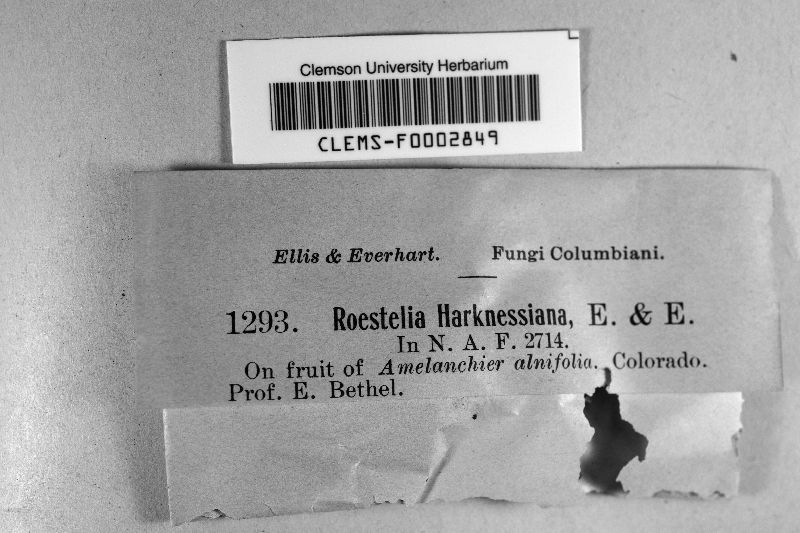 Clemson University Herbarium
CLEMS-F0002849
Ellis & Everhart. Fungi Columbiani.
1293. Roestelia Harknessiana, E. & E.
In N. A. F. 2714.
On fruit of Amelanchier alnifolia. Colorado.
Prof. E. Bethel.